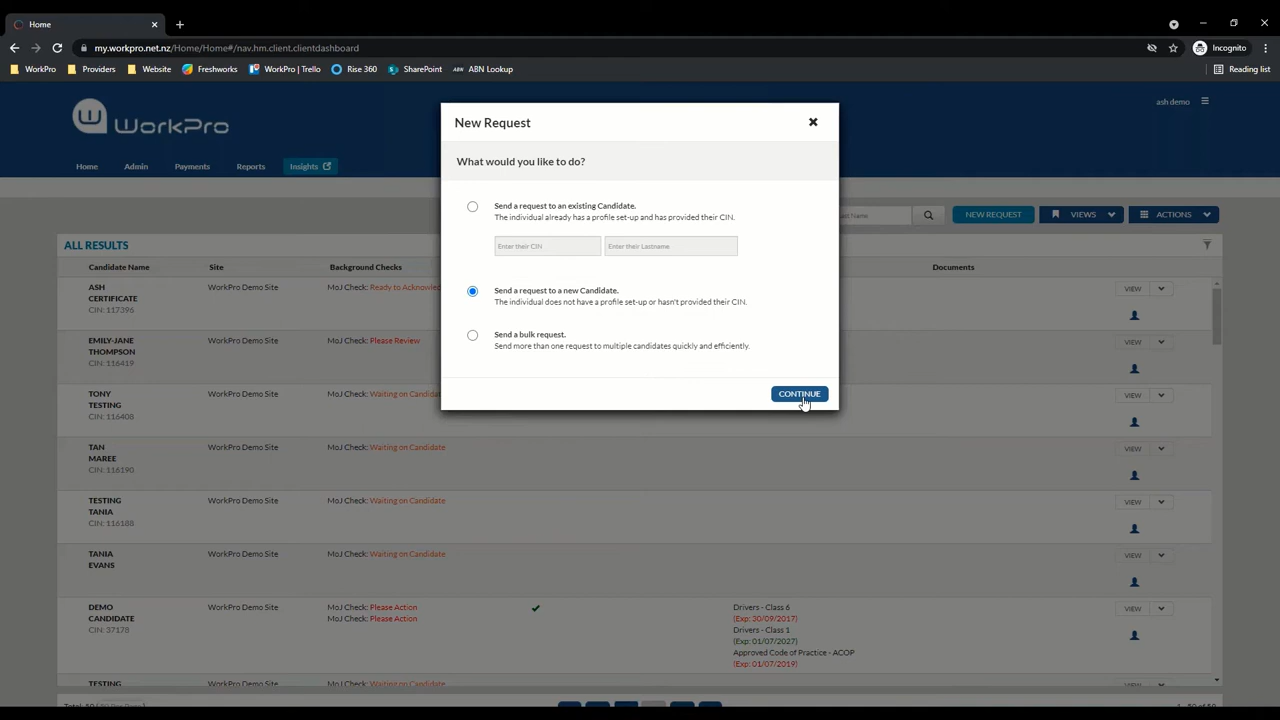 Home
my.workpro.net.nz/Home/Home#/nav.hm.client.clientdashboard
Incognito
WorkPro
Providers
Website
Freshworks
WorkPro | Trello
Rise 360
SharePoint
ABN ABN Lookup
Reading list
WorkPro
ash demo
Home
Admin
Payments
Reports
Insights
New Request
What would you like to do?
Send a request to an existing Candidate.
The individual already has a profile set-up and has provided their CIN.
Enter their CIN
Enter their Lastname
Send a request to a new Candidate.
The individual does not have a profile set-up or hasn't provided their CIN.
Send a bulk request.
Send more than one request to multiple candidates quickly and efficiently.
CONTINUE
Last Name
NEW REQUEST
VIEWS
ACTIONS
ALL RESULTS
Candidate Name
Site
Background Checks
Documents
ASH
CERTIFICATE
CIN: 117396
WorkPro Demo Site
MoJ Check: Ready to Acknowled
VIEW
EMILY-JANE
THOMPSON
CIN: 116419
WorkPro Demo Site
MoJ Check: Please Review
VIEW
TONY
TESTING
CIN: 116408
WorkPro Demo Site
MoJ Check: Waiting on Candidate
VIEW
TAN
MAREE
CIN: 116190
WorkPro Demo Site
MoJ Check: Waiting on Candidate
VIEW
TESTING
TANIA
CIN: 116188
WorkPro Demo Site
MoJ Check: Waiting on Candidate
VIEW
TANIA
EVANS
WorkPro Demo Site
MoJ Check: Waiting on Candidate
VIEW
DEMO
CANDIDATE
CIN: 37178
WorkPro Demo Site
MoJ Check: Please Action
MoJ Check: Please Action
Drivers - Class 6
(Exp: 30/09/2017)
Drivers - Class 1
(Exp: 01/07/2027)
Approved Code of Practice - ACOP
(Exp: 01/07/2019)
VIEW
TESTING
WorkPro Demo Site
MoJ Check: Waiting on Candidate
VIEW